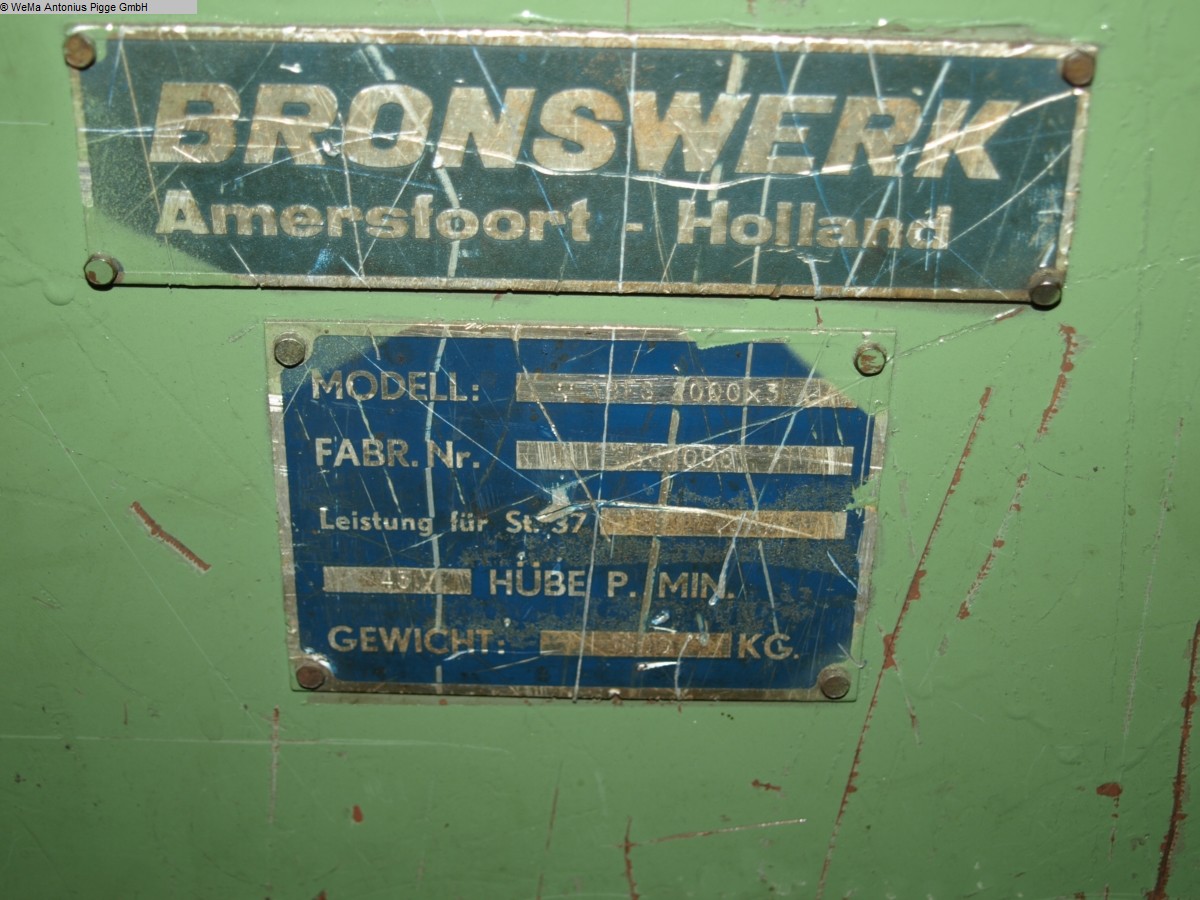 © WeMa Antonius Pigge GmbH
BRONSWERK
Amersfoort - Holland
MODELL:
FABR. Nr.
Leistung für St. 37
HÜBE P. MIN.
GEWICHT: KG.